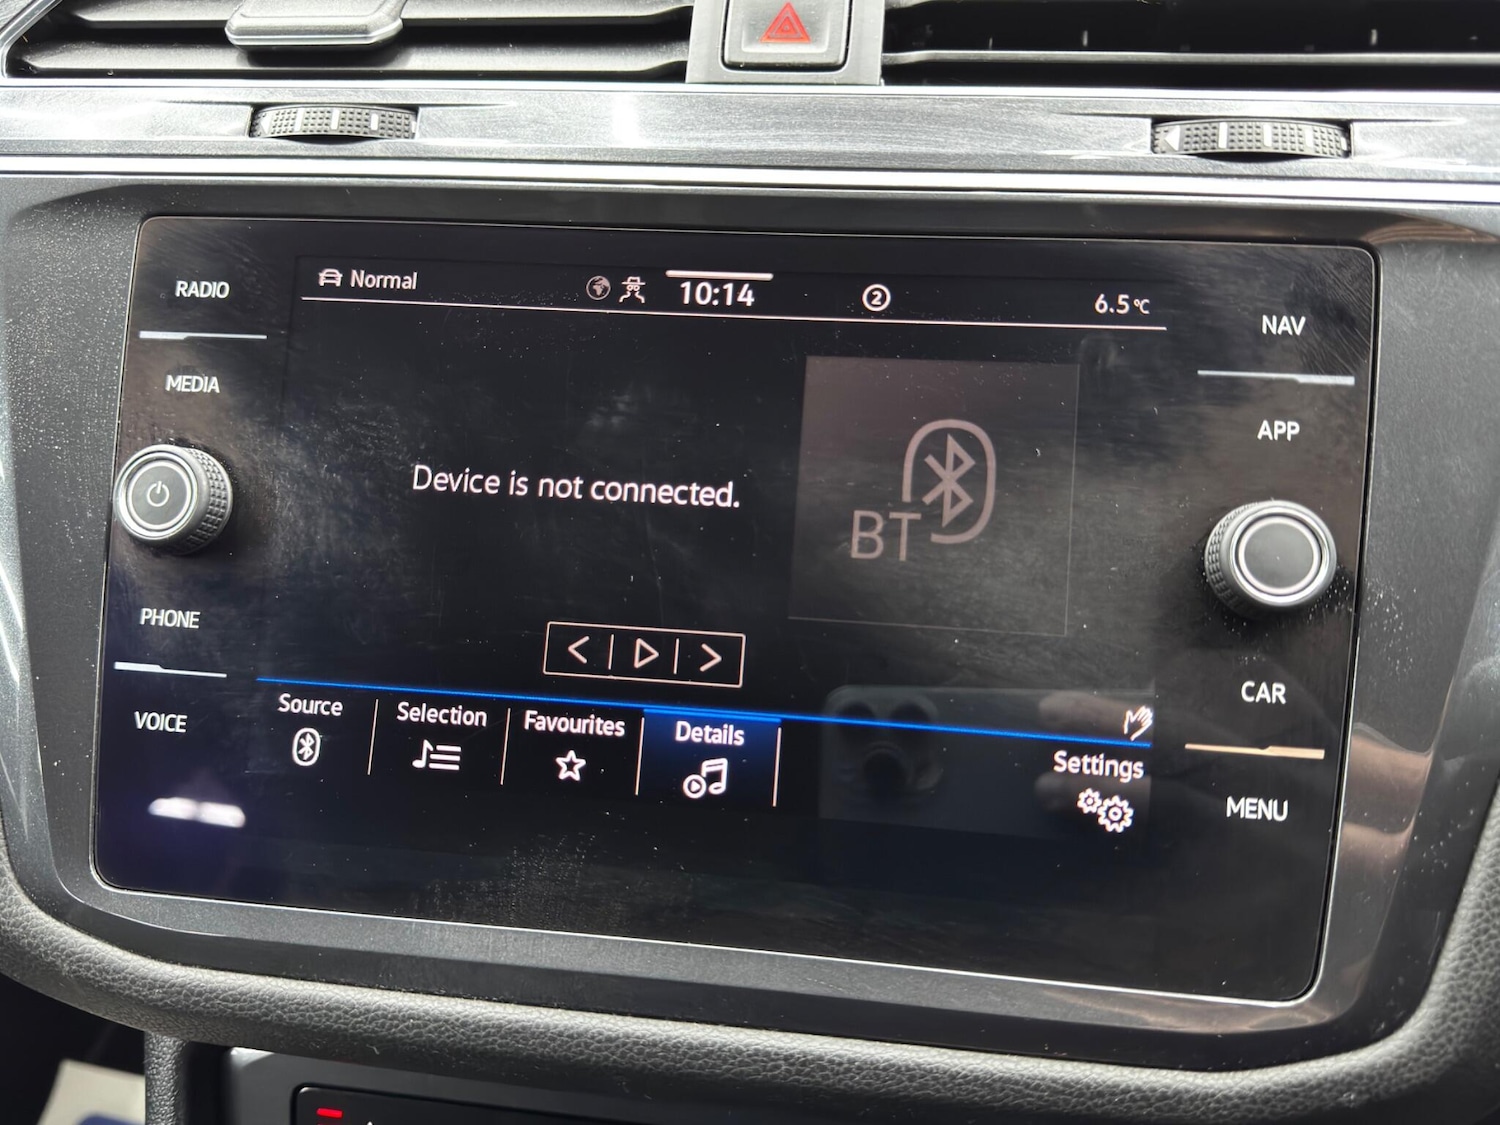 RADIO
MEDIA
PHONE
VOICE
Normal
10:14
2
6.5°C
Device is not connected.
BT
Source
Selection
Favourites
Details
Settings
NAV
APP
CAR
MENU